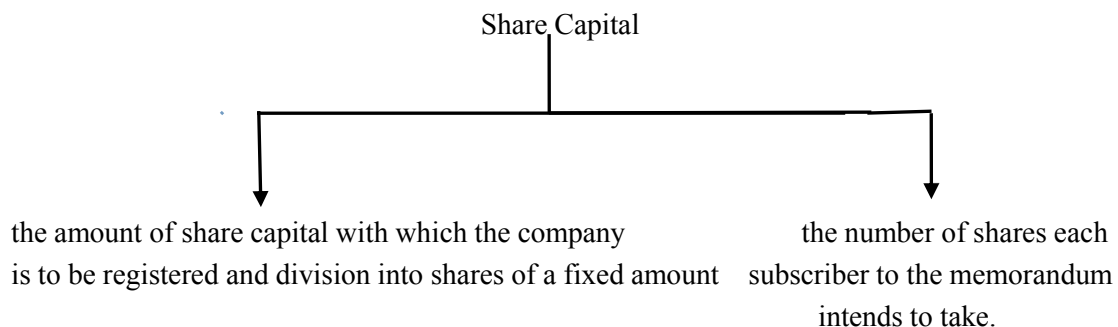 Share Capital
the amount of share capital with which the company
is to be registered and division into shares of a fixed amount
the number of shares each
subscriber to the memorandum
intends to take.